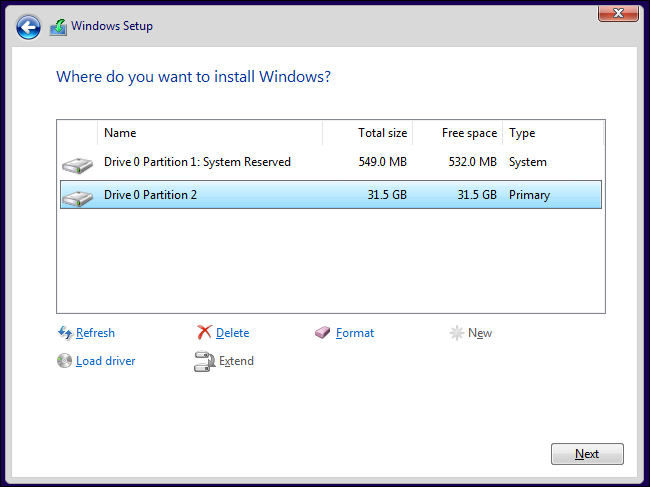 Windows Setup
Where do you want to install Windows?
Name Total size Free space Type
Drive 0 Partition 1: System Reserved 549.0 MB 532.0 MB System
Drive 0 Partition 2 31.5 GB 31.5 GB Primary
Refresh Delete Format New
Load driver Extend
Next